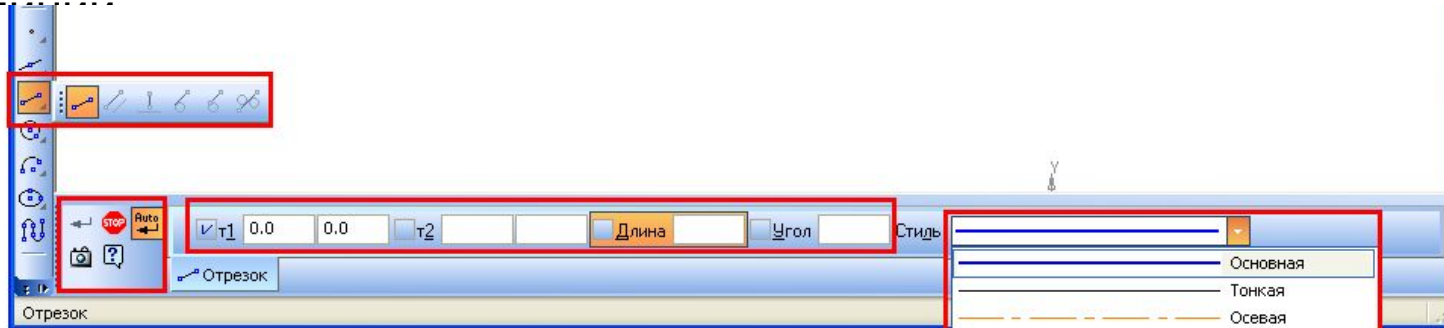 Y
STOP Auto
т1 0.0 0.0 т2 Длина Угол Стиль
Отрезок
Основная
Тонкая
Осевая
Отрезок